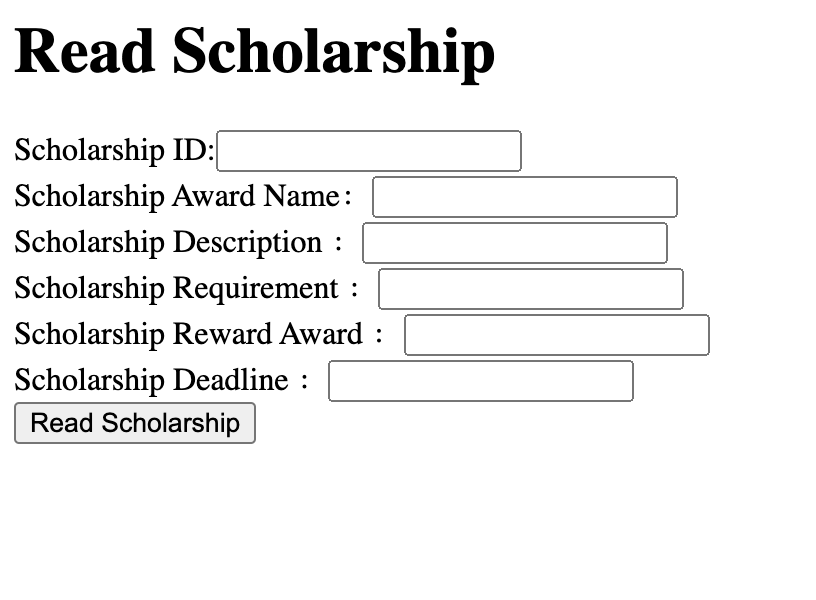 Read Scholarship
Scholarship ID:
Scholarship Award Name：
Scholarship Description：
Scholarship Requirement：
Scholarship Reward Award：
Scholarship Deadline：
Read Scholarship